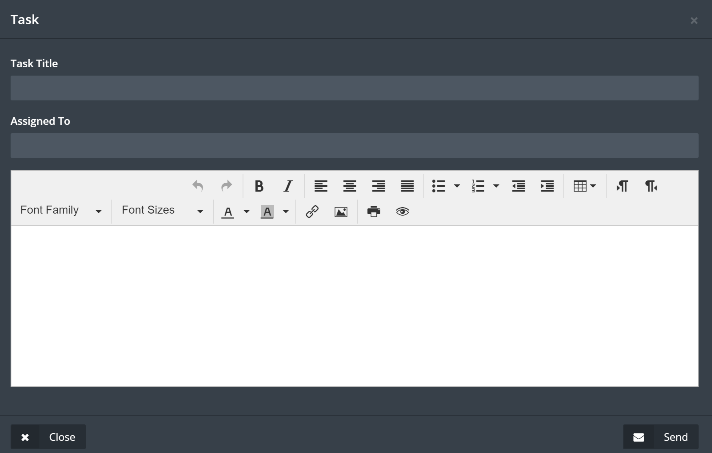 Task
×
Task Title
Assigned To
B I
Font Family Font Sizes A A
Close Send